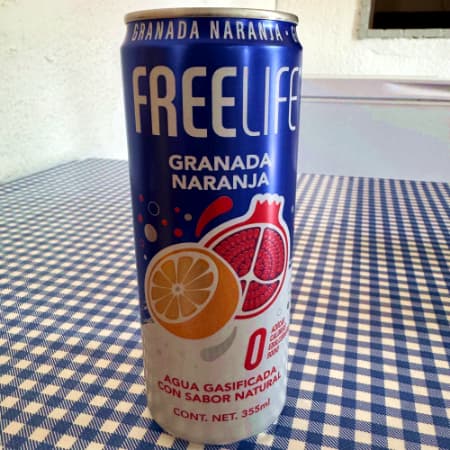 GRANADA NARANJA
FREELIFE
GRANADA
NARANJA
0
AGUA GASIFICADA
CON SABOR NATURAL
CONT. NET. 355ml